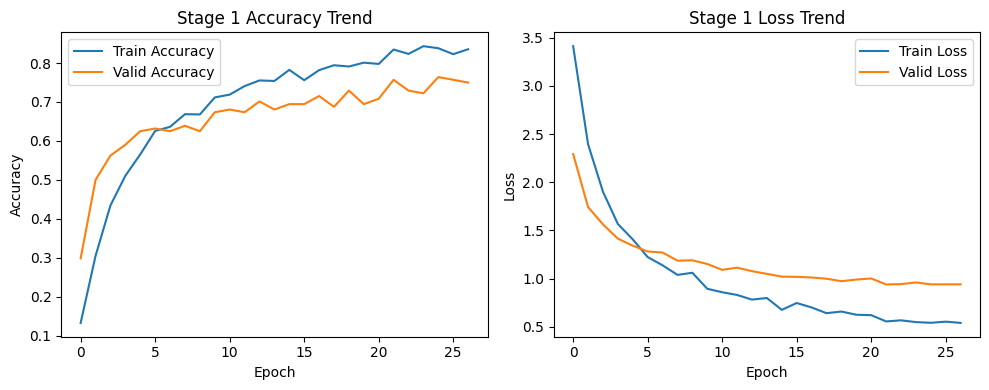 Stage 1 Accuracy Trend
Train Accuracy
Valid Accuracy
Accuracy
0.8
0.7
0.6
0.5
0.4
0.3
0.2
0.1
0 5 10 15 20 25
Epoch
Stage 1 Loss Trend
Train Loss
Valid Loss
Loss
3.5
3.0
2.5
2.0
1.5
1.0
0.5
0 5 10 15 20 25
Epoch